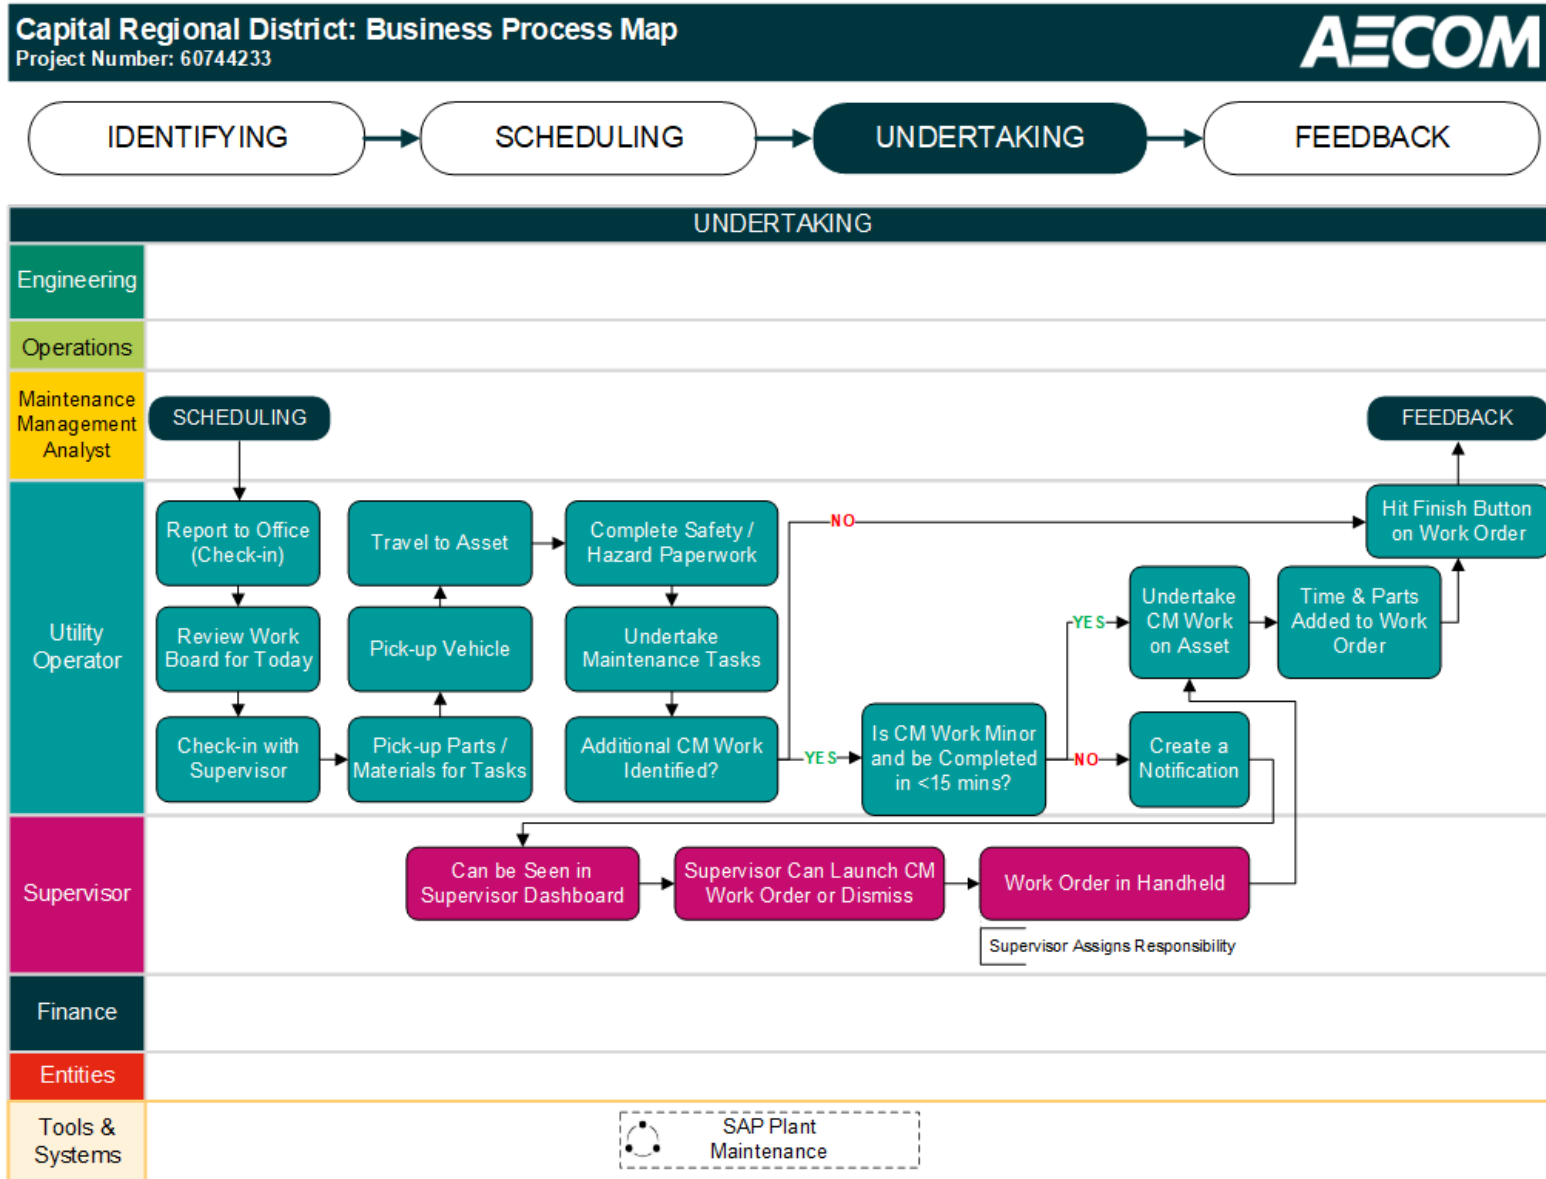 Capital Regional District: Business Process Map
Project Number: 60744233
AECOM
IDENTIFYING
SCHEDULING
UNDERTAKING
FEEDBACK
UNDERTAKING
Engineering
Operations
Maintenance
Management
Analyst
SCHEDULING
FEEDBACK
Utility
Operator
Report to Office
(Check-in)
Review Work
Board for Today
Check-in with
Supervisor
Travel to Asset
Pick-up Vehicle
Pick-up Parts /
Materials for Tasks
Complete Safety /
Hazard Paperwork
Undertake
Maintenance Tasks
Additional CM Work
Identified?
NO
YES
Is CM Work Minor
and be Completed
in <15 mins?
YES
NO
Undertake
CM Work
on Asset
Create a
Notification
Time & Parts
Added to Work
Order
Hit Finish Button
on Work Order
Supervisor
Can be Seen in
Supervisor Dashboard
Supervisor Can Launch CM
Work Order or Dismiss
Work Order in Handheld
Supervisor Assigns Responsibility
Finance
Entities
Tools &
Systems
SAP Plant
Maintenance